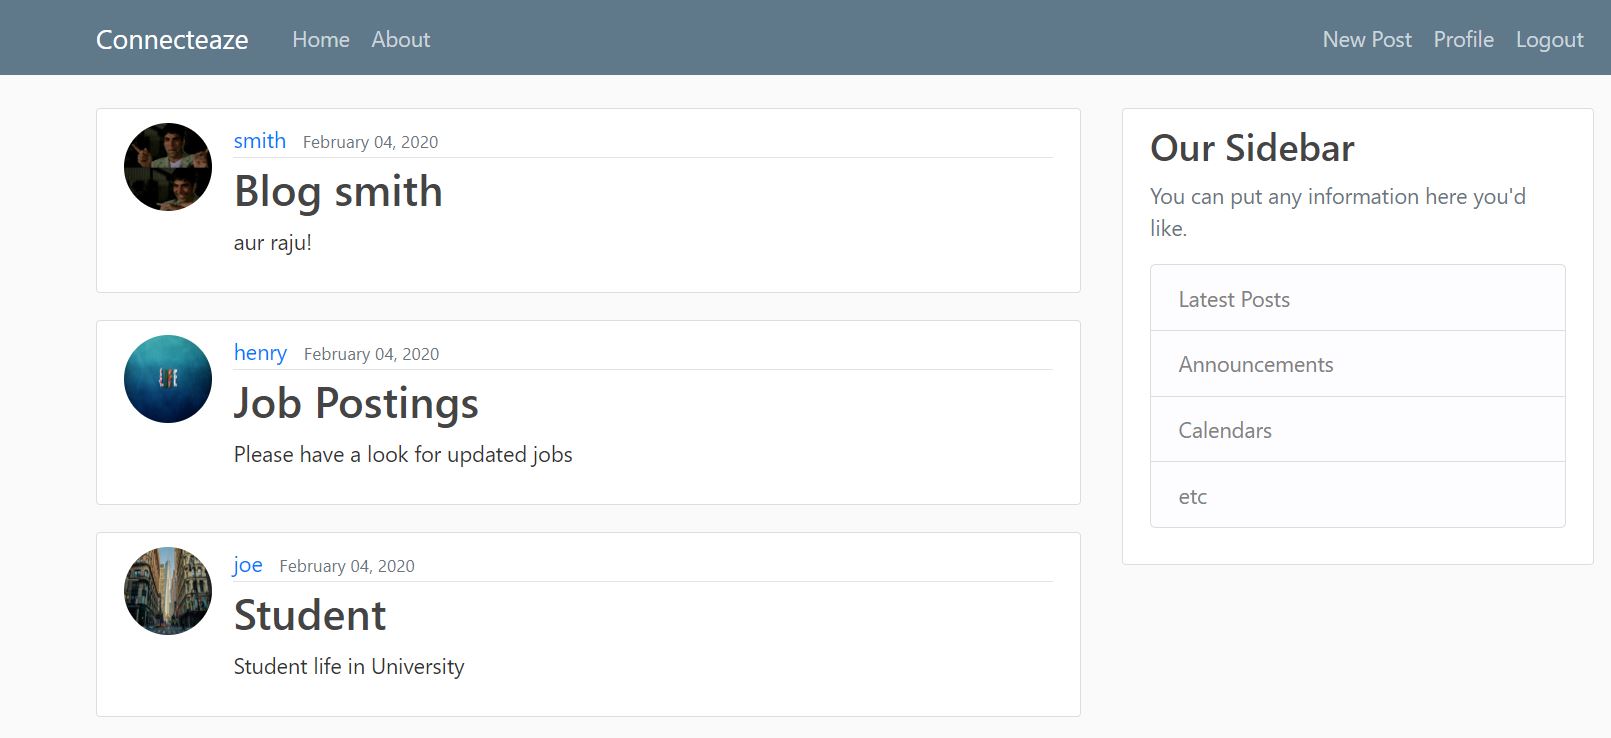 Connecteaze Home About New Post Profile Logout
smith February 04, 2020
Blog smith
aur raju!
henry February 04, 2020
Job Postings
Please have a look for updated jobs
LIFE
joe February 04, 2020
Student
Student life in University
Our Sidebar
You can put any information here you'd
like.
Latest Posts
Announcements
Calendars
etc